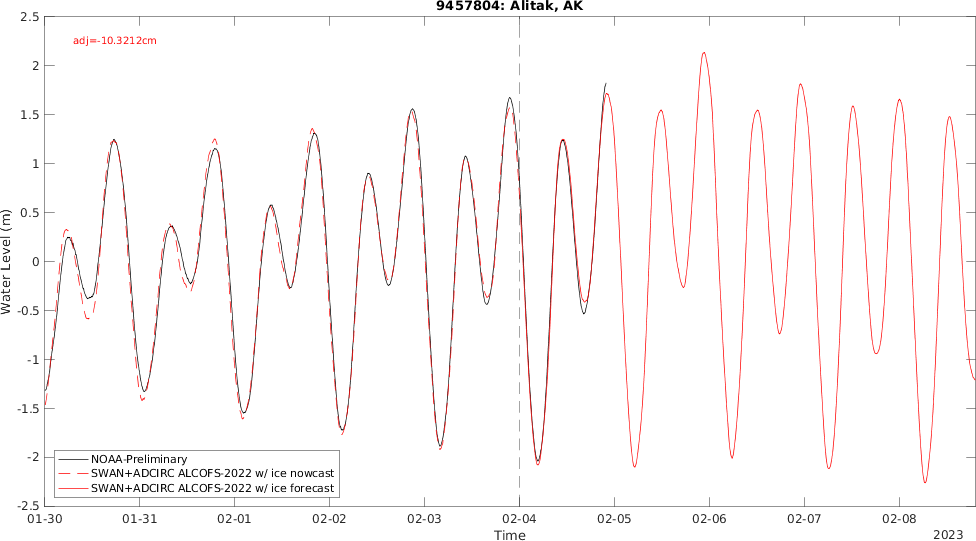 9457804: Alitak, AK
adj=-10.3212cm
2.5
2
1.5
1
0.5
0
-0.5
-1
-1.5
-2
-2.5
Water Level (m)
NOAA-Preliminary
SWAN+ADCIRC ALCOFS-2022 w/ ice nowcast
SWAN+ADCIRC ALCOFS-2022 w/ ice forecast
01-30 01-31 02-01 02-02 02-03 02-04 02-05 02-06 02-07 02-08
Time
2023